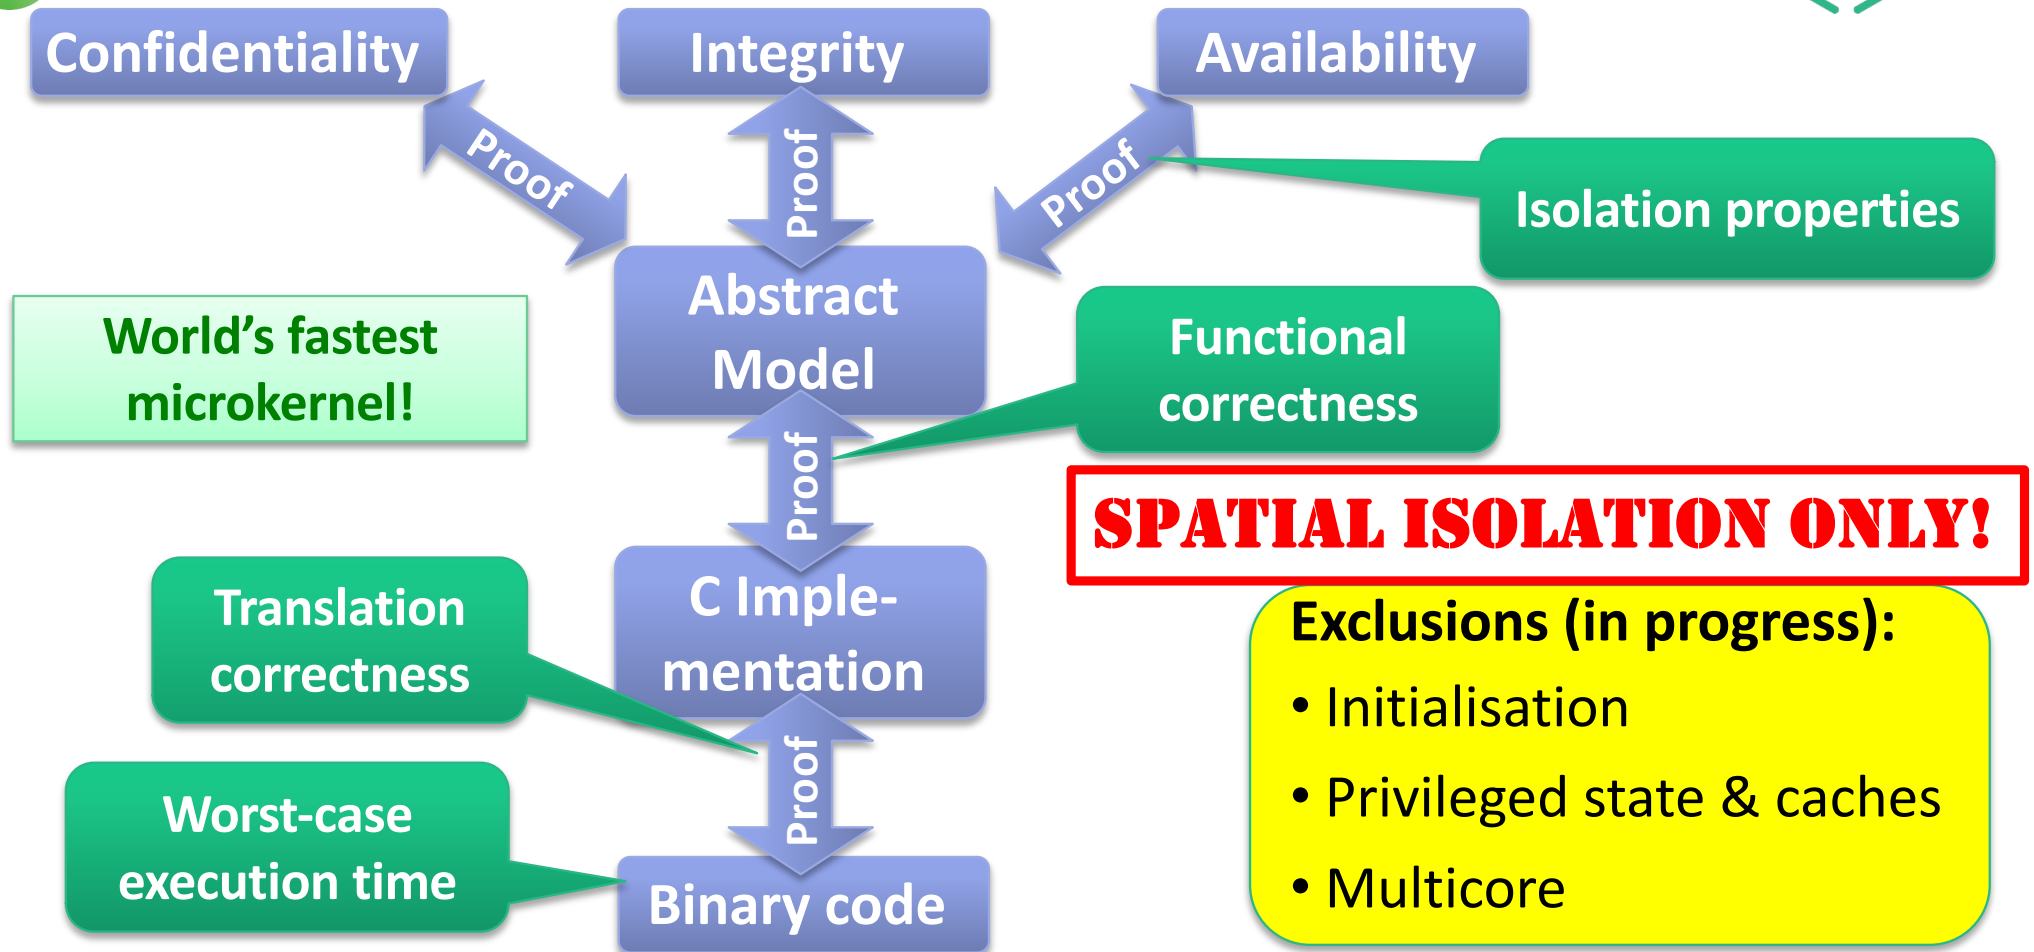 Confidentiality
Integrity
Availability
Proof
Proof
Proof
Isolation properties
Abstract
Model
World’s fastest
microkernel!
Functional
correctness
Proof
SPATIAL ISOLATION ONLY!
C Imple-
mentation
Translation
correctness
Proof
Worst-case
execution time
Binary code
Exclusions (in progress):
• Initialisation
• Privileged state & caches
• Multicore